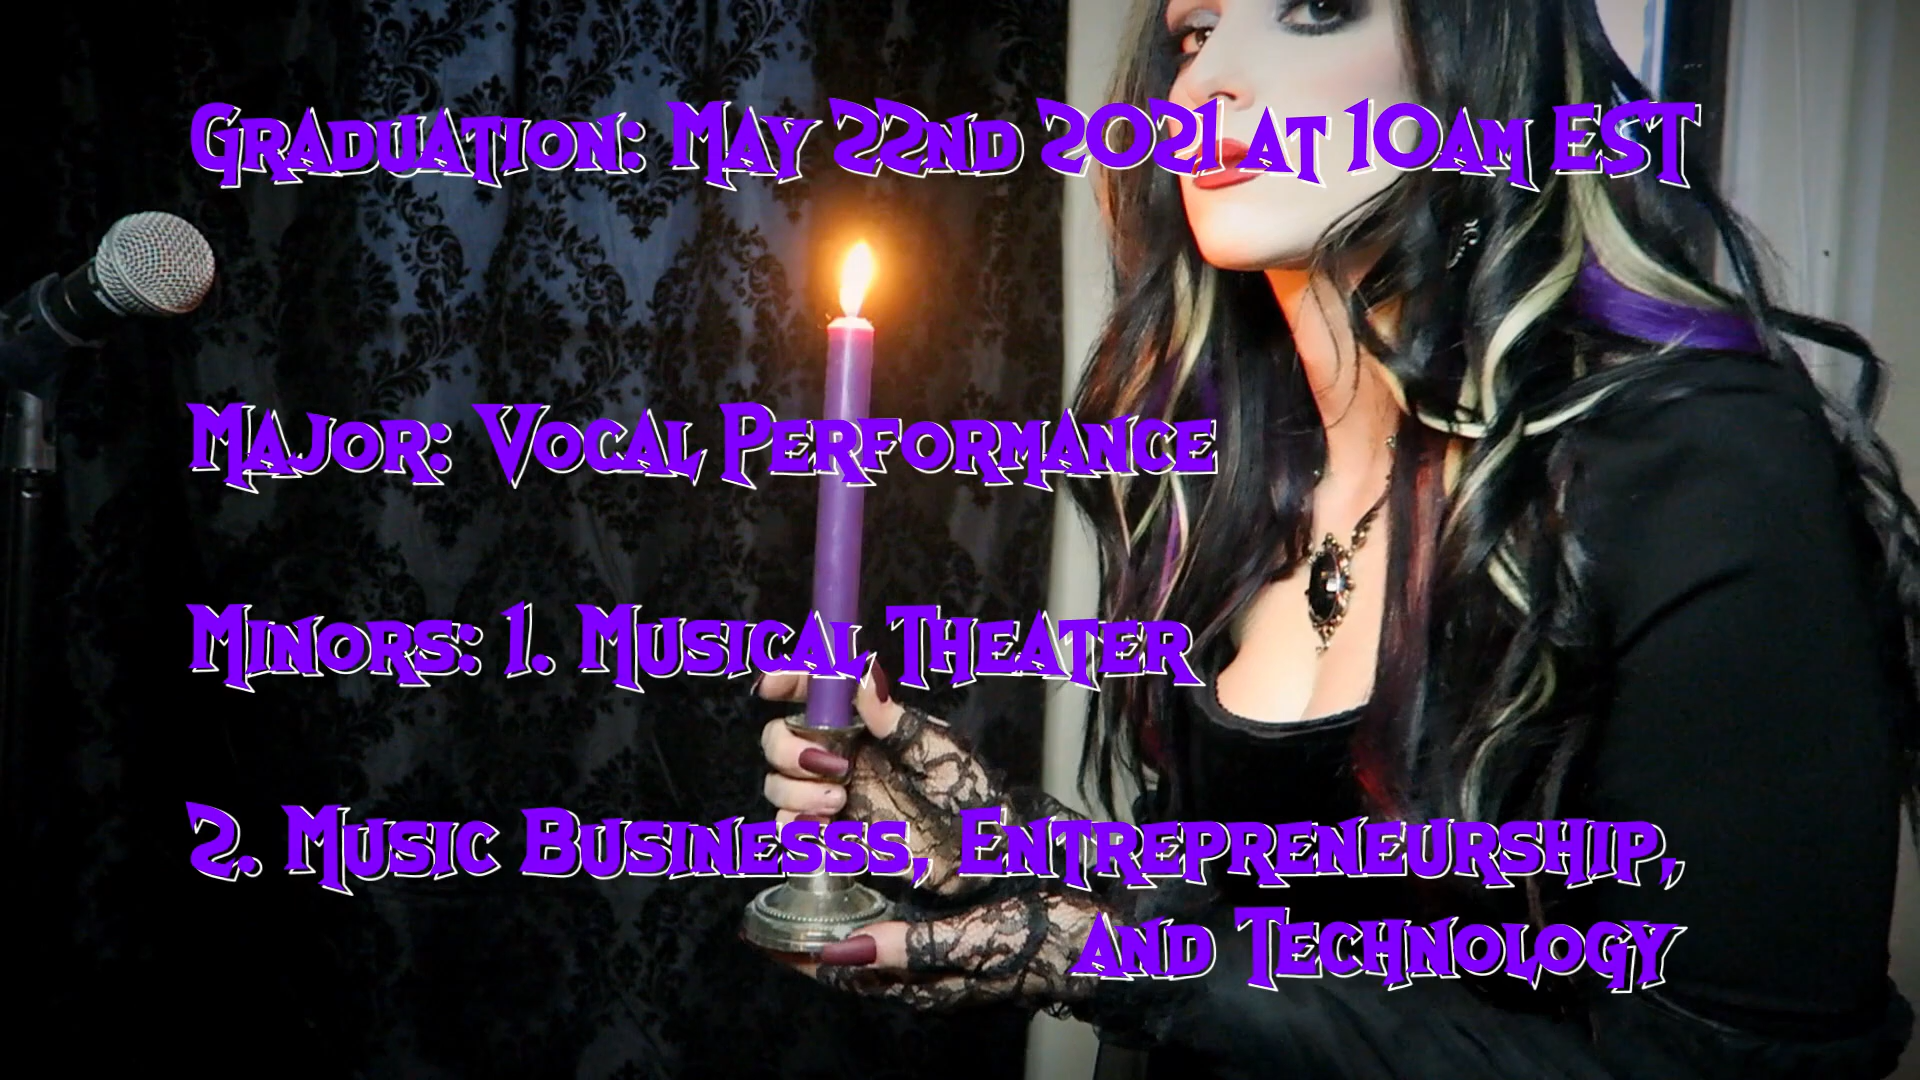 Graduation: May 22nd 2021 at 10am EST
Major: Vocal Performance
Minors: 1. Musical Theater
2. Music Businesss, Entrepreneurship,
and Technology